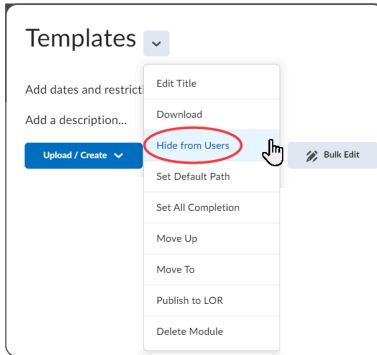 Templates
Add dates and restricti
Add a description...
Upload / Create
Bulk Edit
Edit Title
Download
Hide from Users
Set Default Path
Set All Completion
Move Up
Move To
Publish to LOR
Delete Module